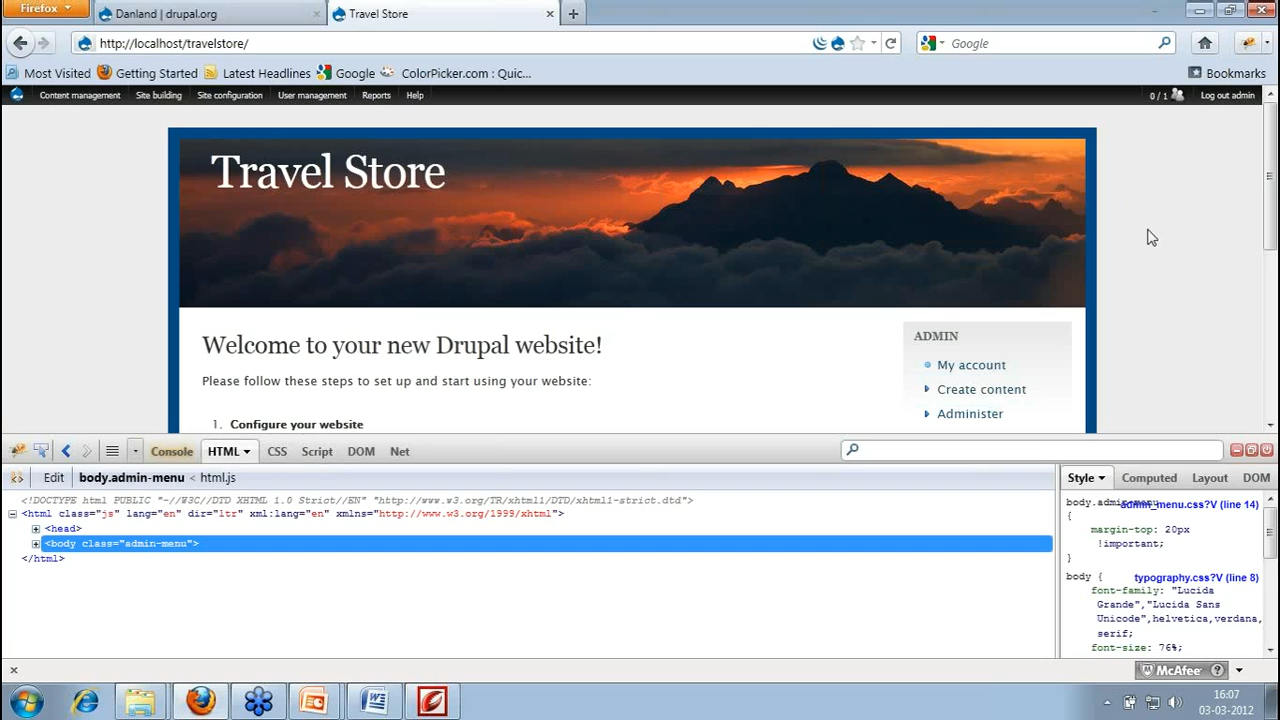 Firefox
Danland | drupal.org
Travel Store
http://localhost/travelstore/
Google
Most Visited
Getting Started
Latest Headlines
Google
ColorPicker.com : Quic...
Bookmarks
Content management
Site building
Site configuration
User management
Reports
Help
0 / 1
Log out admin
Travel Store
Welcome to your new Drupal website!
Please follow these steps to set up and start using your website:
1. Configure your website
ADMIN
My account
Create content
Administer
Console
HTML
CSS
Script
DOM
Net
Edit
body.admin-menu < html.js
Style
Computed
Layout
DOM
<!DOCTYPE html PUBLIC "-//W3C//DTD XHTML 1.0 Strict//EN" "http://www.w3.org/TR/xhtml1/DTD/xhtml1-strict.dtd">
<html class="js" lang="en" dir="ltr" xml:lang="en" xmlns="http://www.w3.org/1999/xhtml">
<head>
<body class="admin-menu">
</html>
body.admin-menu
admin_menu.css?V (line 14)
{
margin-top: 20px
!important;
}
body {
typography.css?V (line 8)
font-family: "Lucida
Grande","Lucida Sans
Unicode",helvetica,verdana,
serif;
font-size: 76%;
x
McAfee
16:07
03-03-2012